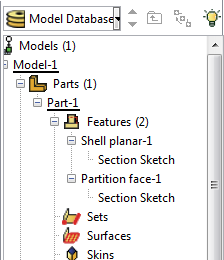 Model Database
Models (1)
Model-1
Parts (1)
Part-1
Features (2)
Shell planar-1
Section Sketch
Partition face-1
Section Sketch
Sets
Surfaces
Skins